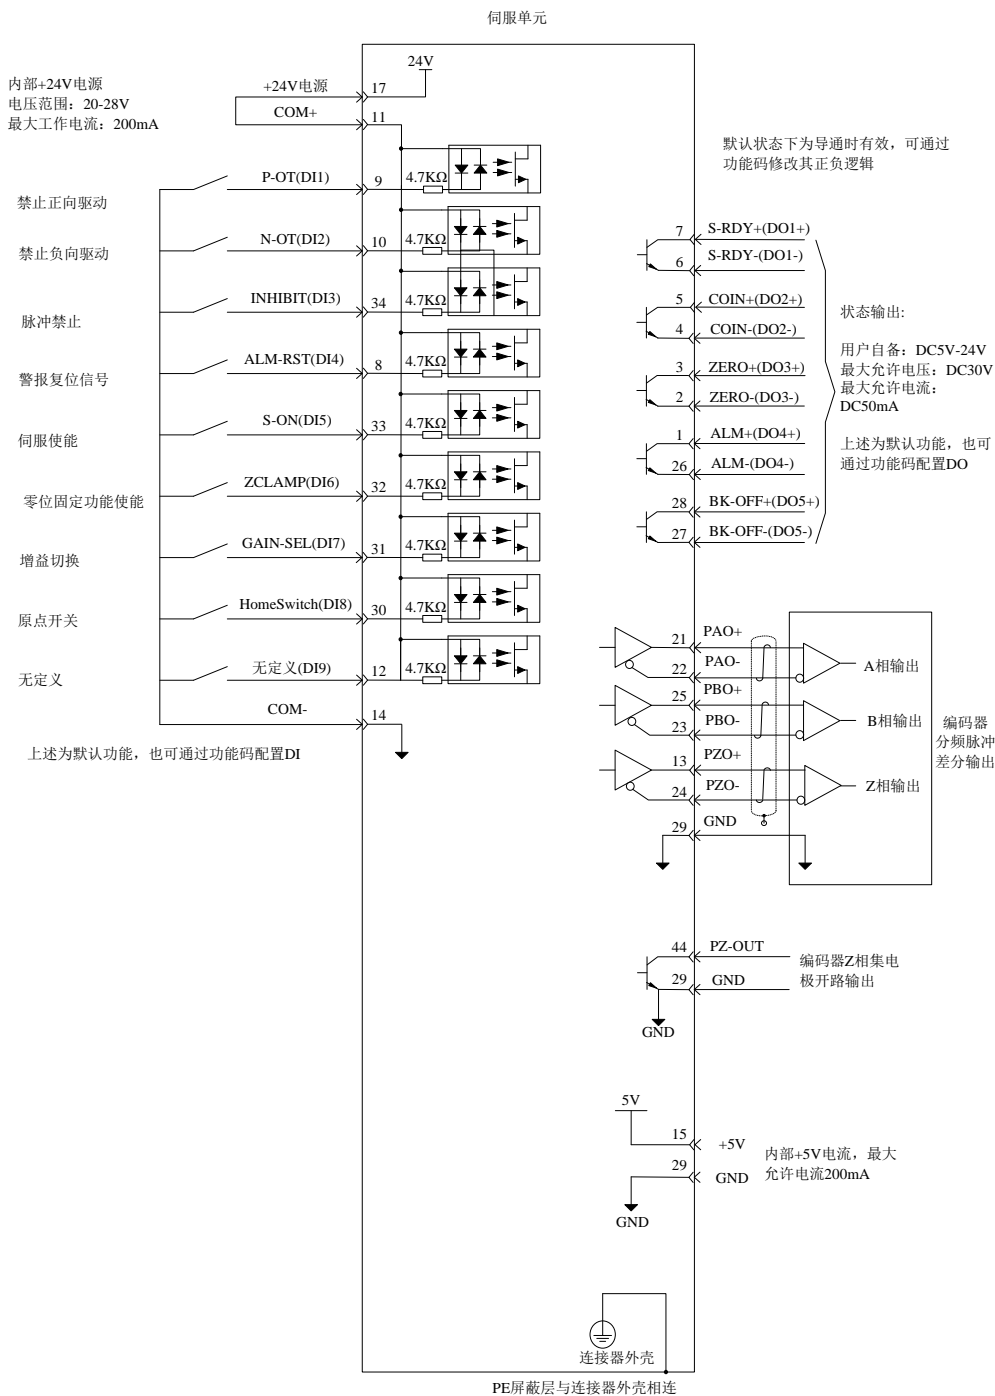 伺服单元
24V
内部+24V电源
电压范围：20-28V
最大工作电流：200mA
+24V电源
17
COM+
11
默认状态下为导通时有效，可通过
功能码修改其正负逻辑
P-OT(DI1)
9
4.7KΩ
禁止正向驱动
N-OT(DI2)
10
4.7KΩ
禁止负向驱动
INHIBIT(DI3)
34
4.7KΩ
脉冲禁止
ALM-RST(DI4)
8
4.7KΩ
警报复位信号
S-ON(DI5)
33
4.7KΩ
伺服使能
ZCLAMP(DI6)
32
4.7KΩ
零位固定功能使能
GAIN-SEL(DI7)
31
4.7KΩ
增益切换
HomeSwitch(DI8)
30
4.7KΩ
原点开关
无定义(DI9)
12
4.7KΩ
无定义
COM-
14
上述为默认功能，也可通过功能码配置DI
7
S-RDY+(DO1+)
6
S-RDY-(DO1-)
5
COIN+(DO2+)
4
COIN-(DO2-)
3
ZERO+(DO3+)
2
ZERO-(DO3-)
1
ALM+(DO4+)
26
ALM-(DO4-)
28
BK-OFF+(DO5+)
27
BK-OFF-(DO5-)
状态输出:
用户自备：DC5V-24V
最大允许电压：DC30V
最大允许电流：
DC50mA
上述为默认功能，也可
通过功能码配置DO
21
PAO+
22
PAO-
A相输出
25
PBO+
23
PBO-
B相输出
13
PZO+
24
PZO-
Z相输出
29
GND
编码器
分频脉冲
差分输出
44
PZ-OUT
29
GND
GND
编码器Z相集电
极开路输出
5V
15
+5V
29
GND
GND
内部+5V电流，最大
允许电流200mA
连接器外壳
PE屏蔽层与连接器外壳相连